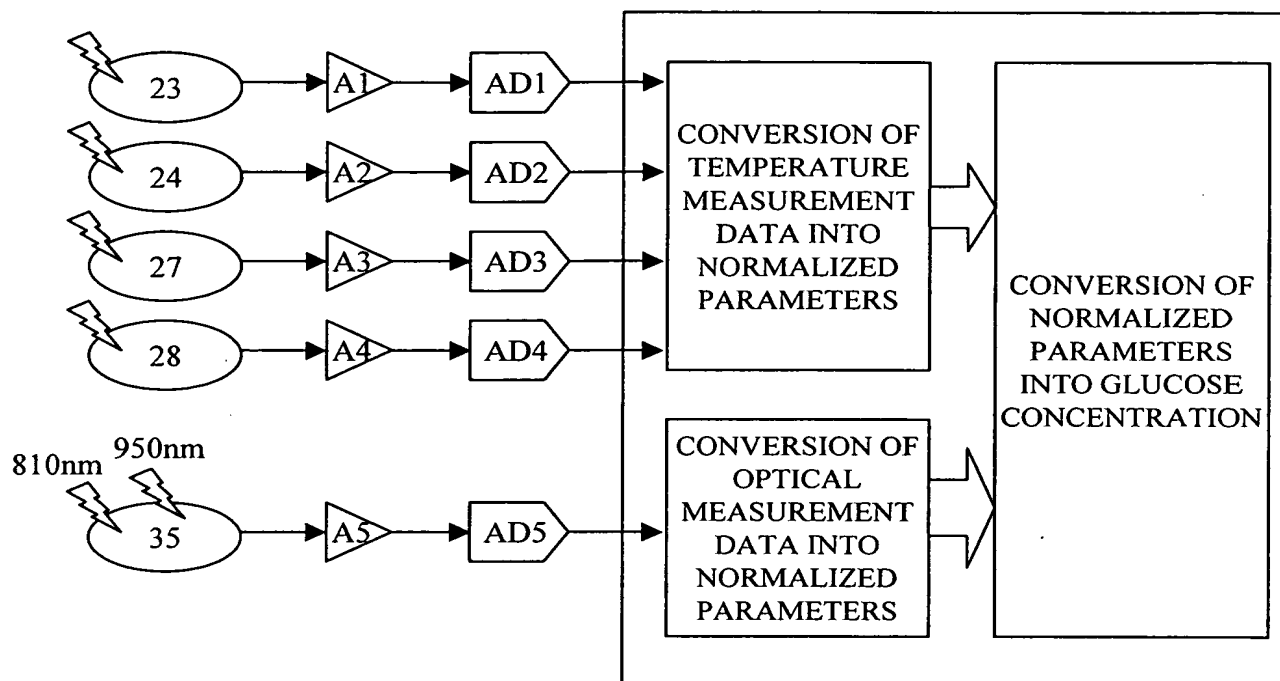 23 A1 AD1
24 A2 AD2
27 A3 AD3
28 A4 AD4
CONVERSION OF
TEMPERATURE
MEASUREMENT
DATA INTO
NORMALIZED
PARAMETERS
CONVERSION OF
NORMALIZED
PARAMETERS
INTO GLUCOSE
CONCENTRATION
810nm 950nm
35 A5 AD5
CONVERSION OF
OPTICAL
MEASUREMENT
DATA INTO
NORMALIZED
PARAMETERS